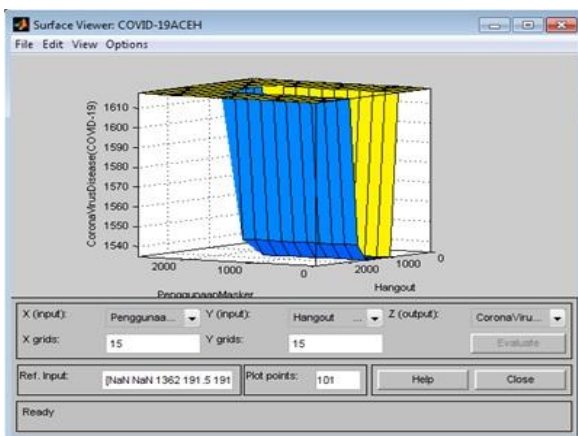 Surface Viewer: COVID-19ACEH
File Edit View Options
CoronaVirusDisease(COVID-19)
1610
1600
1590
1580
1570
1560
1550
1540
2000
1000
0
2000
1000
0
PenggunaanMasker
Hangout
X (input): Penggunaa... Y (input): Hangout ... Z (output): CoronaViru...
X grids: 15 Y grids: 15 Evaluate
Ref. Input: [NaN NaN 1362 191.5 191 Plot points: 101 Help Close
Ready